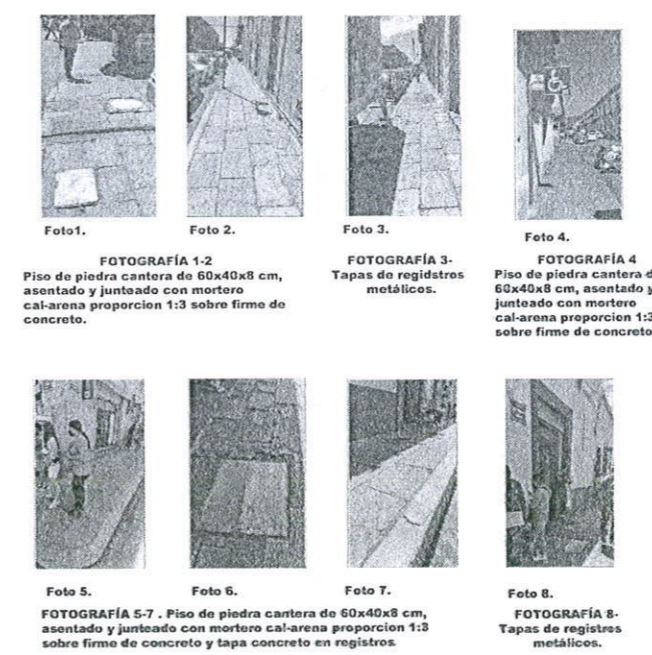 Foto1.
Foto 2.
Foto 3.
Foto 4.
FOTOGRAFÍA 1-2
Piso de piedra cantera de 60x40x8 cm,
asentado y junteado con mortero
cal-arena proporcion 1:3 sobre firme de
concreto.
FOTOGRAFÍA 3-
Tapas de regidstros
metálicos.
FOTOGRAFÍA 4
Piso de piedra cantera d
60x40x8 cm, asentado y
junteado con mortero
cal-arena proporcion 1:3
sobre firme de concreto
Foto 5.
Foto 6.
Foto 7.
Foto 8.
FOTOGRAFÍA 5-7 . Piso de piedra cantera de 60x40x8 cm,
asentado y junteado con mortero cal-arena proporcion 1:3
sobre firme de concreto y tapa concreto en registros
FOTOGRAFÍA 8-
Tapas de registros
metálicos.